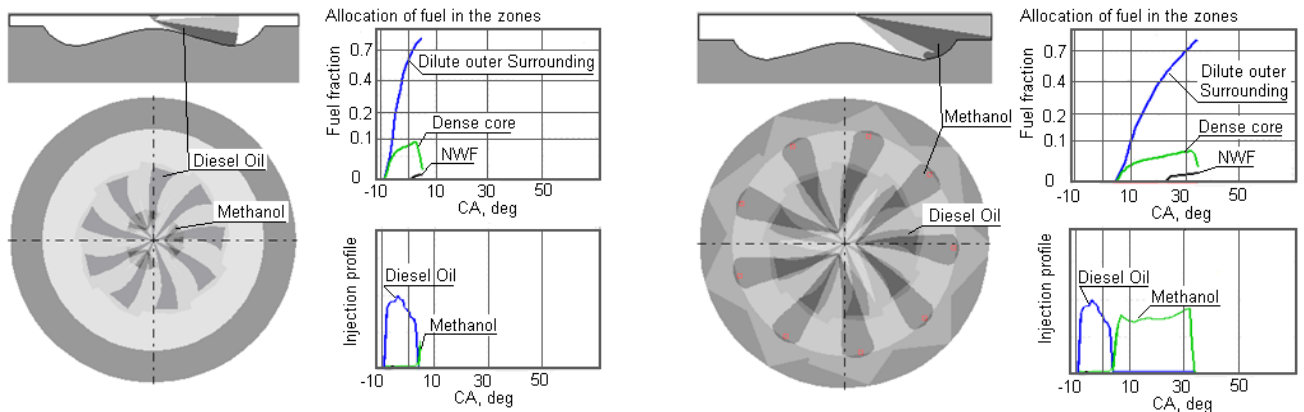 Allocation of fuel in the zones
Fuel fraction
0.7
0.4
0.2
0.1
0
Dilute outer Surrounding
Dense core
NWF
-10
10
30
50
CA, deg
Diesel Oil
Methanol
Injection profile
Diesel Oil
Methanol
-10
10
30
50
CA, deg
Allocation of fuel in the zones
Fuel fraction
0.7
0.4
0.2
0.1
0
Dilute outer
Surrounding
Dense core
NWF
-10
10
30
50
CA, deg
Methanol
Diesel Oil
Injection profile
Diesel Oil
Methanol
-10
10
30
50
CA, deg